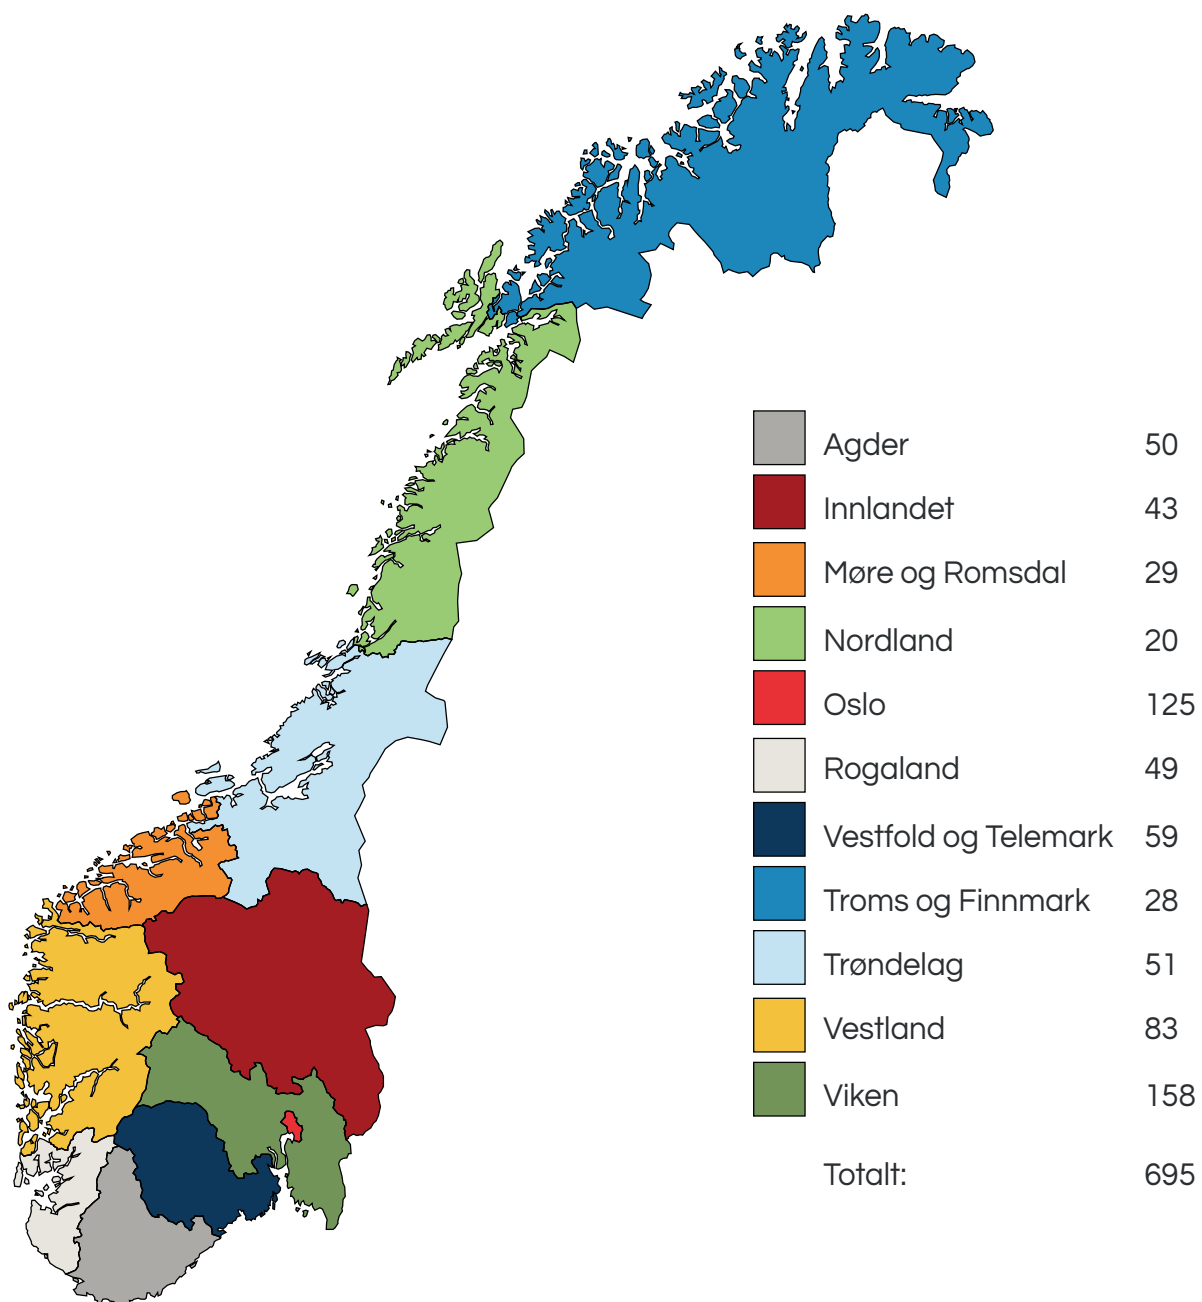 Agder 50
Innlandet 43
Møre og Romsdal 29
Nordland 20
Oslo 125
Rogaland 49
Vestfold og Telemark 59
Troms og Finnmark 28
Trøndelag 51
Vestland 83
Viken 158
Totalt: 695